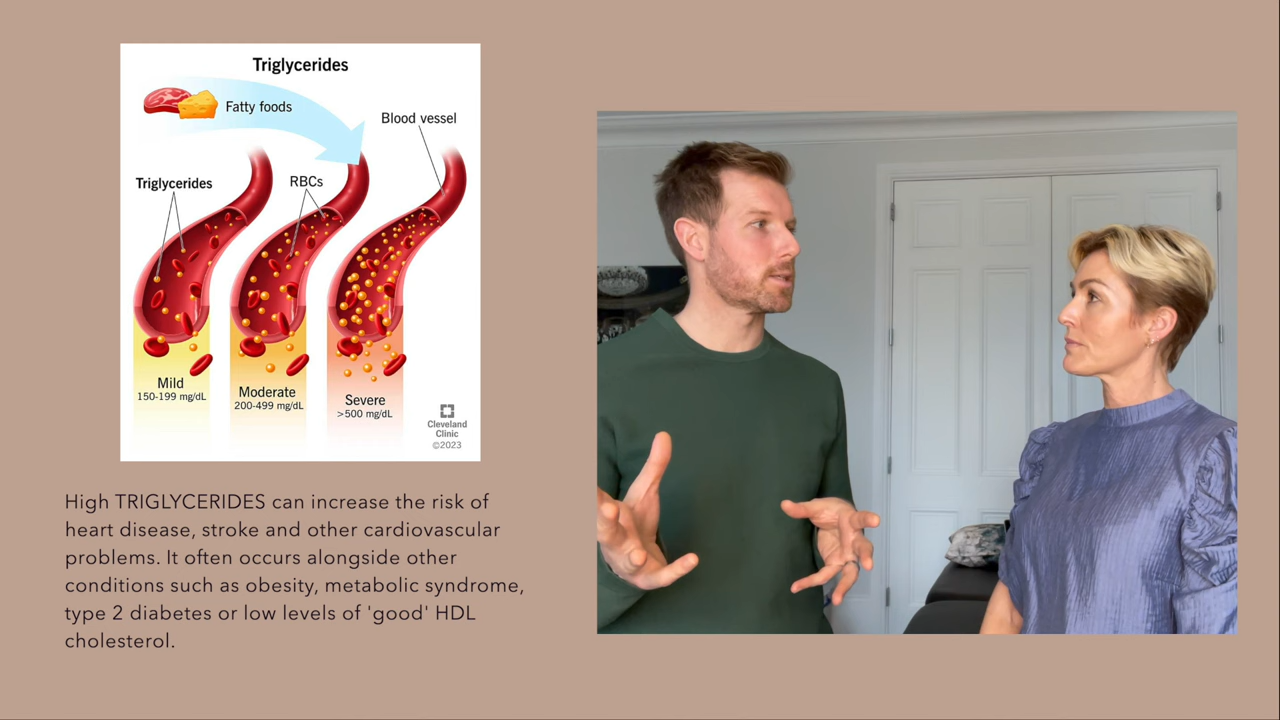 Triglycerides
Fatty foods
Blood vessel
Triglycerides
RBCs
Mild
150-199 mg/dL
Moderate
200-499 mg/dL
Severe
>500 mg/dL
Cleveland
Clinic
©2023
High TRIGLYCERIDES can increase the risk of
heart disease, stroke and other cardiovascular
problems. It often occurs alongside other
conditions such as obesity, metabolic syndrome,
type 2 diabetes or low levels of 'good' HDL
cholesterol.